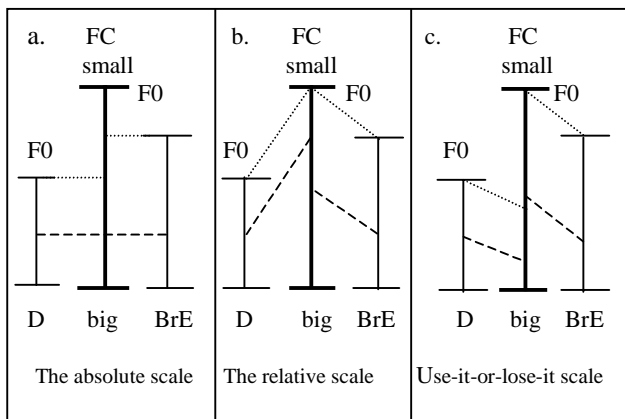 a. FC
small
F0
F0
D big BrE
The absolute scale
b. FC
small
F0
F0
D big BrE
The relative scale
c. FC
small
F0
F0
D big BrE
Use-it-or-lose-it scale